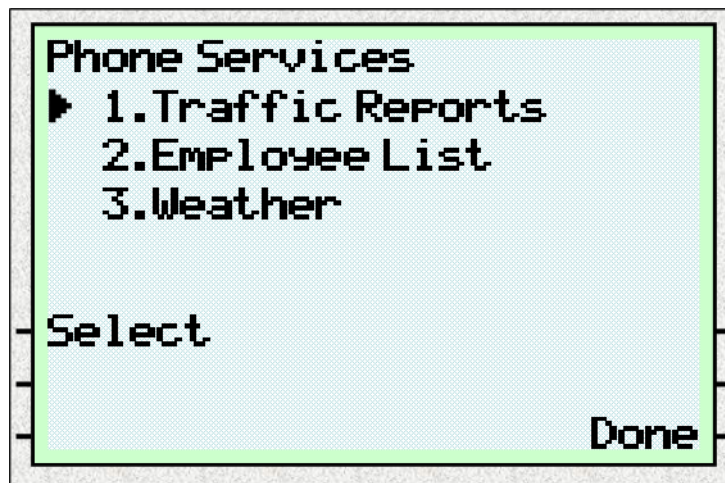 Phone Services
1.Traffic Reports
2.Employee List
3.Weather
Select
Done